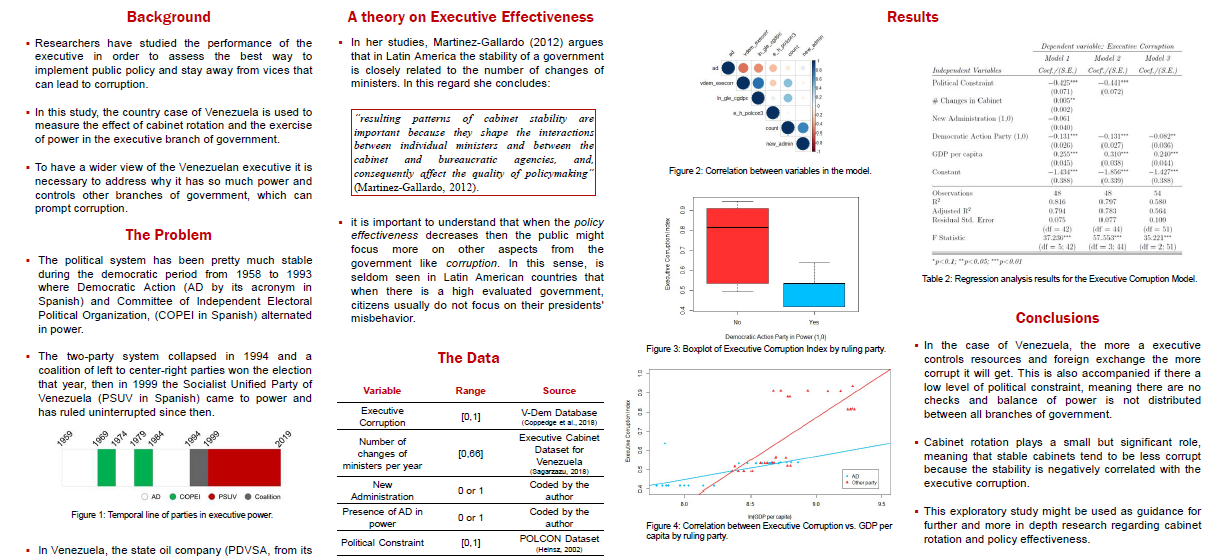 Background
▪ Researchers have studied the performance of the
executive in order to assess the best way to
implement public policy and stay away from vices that
can lead to corruption.
▪ In this study, the country case of Venezuela is used to
measure the effect of cabinet rotation and the exercise
of power in the executive branch of government.
▪ To have a wider view of the Venezuelan executive it is
necessary to address why it has so much power and
controls other branches of government, which can
prompt corruption.
The Problem
▪ The political system has been pretty much stable
during the democratic period from 1958 to 1993
where Democratic Action (AD by its acronym in
Spanish) and Committee of Independent Electoral
Political Organization, (COPEI in Spanish) alternated
in power.
▪ The two-party system collapsed in 1994 and a
coalition of left to center-right parties won the election
that year, then in 1999 the Socialist Unified Party of
Venezuela (PSUV in Spanish) came to power and
has ruled uninterrupted since then.
1959 1969 1974 1979 1984 1994 1999 2019
AD COPEI PSUV Coalition
Figure 1: Temporal line of parties in executive power.
▪ In Venezuela, the state oil company (PDVSA, from its
A theory on Executive Effectiveness
▪ In her studies, Martinez-Gallardo (2012) argues
that in Latin America the stability of a government
is closely related to the number of changes of
ministers. In this regard she concludes:
"resulting patterns of cabinet stability are
important because they shape the interactions
between individual ministers and between the
cabinet and bureaucratic agencies, and,
consequently affect the quality of policymaking"
(Martinez-Gallardo, 2012).
▪ it is important to understand that when the policy
effectiveness decreases then the public might
focus more on other aspects from the
government like corruption. In this sense, is
seldom seen in Latin American countries that
when there is a high evaluated government,
citizens usually do not focus on their presidents'
misbehavior.
The Data
Variable Range Source
Executive Corruption [0,1] V-Dem Database (Coppedge et al., 2018)
Number of changes of ministers per year [0,66] Executive Cabinet Dataset for Venezuela (Sagarzazu, 2018)
New Administration 0 or 1 Coded by the author
Presence of AD in power 0 or 1 Coded by the author
Political Constraint [0,1] POLCON Dataset (Heinsz, 2002)
Results
ad vdem_execorr ln_gle_cgdpc e_h_polcon3 count new_admin
ad
vdem_execorr
ln_gle_cgdpc
e_h_polcon3
count
new_admin
1
0.8
0.6
0.4
0.2
0
-0.2
-0.4
-0.6
-0.8
-1
Figure 2: Correlation between variables in the model.
Executive Corruption Index
0.4 0.5 0.6 0.7 0.8 0.9
No Yes
Democratic Action Party in Power (1,0)
Figure 3: Boxplot of Executive Corruption Index by ruling party.
Executive Corruption Index
0.4 0.5 0.6 0.7 0.8 0.9 1.0
AD
Other party
8.0 8.5 9.0 9.5
ln(GDP per capita)
Figure 4: Correlation between Executive Corruption vs. GDP per
capita by ruling party.
Dependent variable: Executive Corruption
Model 1 Model 2 Model 3
Independent Variables Coef./(S.E.) Coef./(S.E.) Coef./(S.E.)
Political Constraint −0.425*** −0.441***
(0.071) (0.072)
# Changes in Cabinet 0.005**
(0.002)
New Administration (1,0) −0.061
(0.040)
Democratic Action Party (1,0) −0.131*** −0.131*** −0.082**
(0.026) (0.027) (0.036)
GDP per capita 0.255*** 0.310*** 0.240***
(0.045) (0.038) (0.044)
Constant −1.434*** −1.856*** −1.427***
(0.388) (0.339) (0.388)
Observations 48 48 54
R² 0.816 0.797 0.580
Adjusted R² 0.794 0.783 0.564
Residual Std. Error 0.075 0.077 0.109
(df = 42) (df = 44) (df = 51)
F Statistic 37.236*** 57.553*** 35.221***
(df = 5; 42) (df = 3; 44) (df = 2; 51)
*p<0.1; **p<0.05; ***p<0.01
Table 2: Regression analysis results for the Executive Corruption Model.
Conclusions
▪ In the case of Venezuela, the more a executive
controls resources and foreign exchange the more
corrupt it will get. This is also accompanied if there a
low level of political constraint, meaning there are no
checks and balance of power is not distributed
between all branches of government.
▪ Cabinet rotation plays a small but significant role,
meaning that stable cabinets tend to be less corrupt
because the stability is negatively correlated with the
executive corruption.
▪ This exploratory study might be used as guidance for
further and more in depth research regarding cabinet
rotation and policy effectiveness.